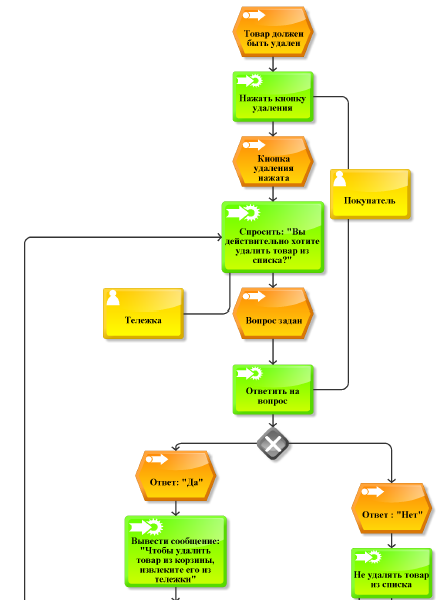 Товар должен
быть удален
Нажать кнопку
удаления
Кнопка
удаления
нажата
Покупатель
Спросить: "Вы
действительно хотите
удалить товар из
списка?"
Тележка
Вопрос задан
Ответить на
вопрос
Ответ: "Да"
Ответ : "Нет"
Вывести сообщение:
"Чтобы удалить
товар из корзины,
извлеките его из
тележки"
Не удалять товар
из списка